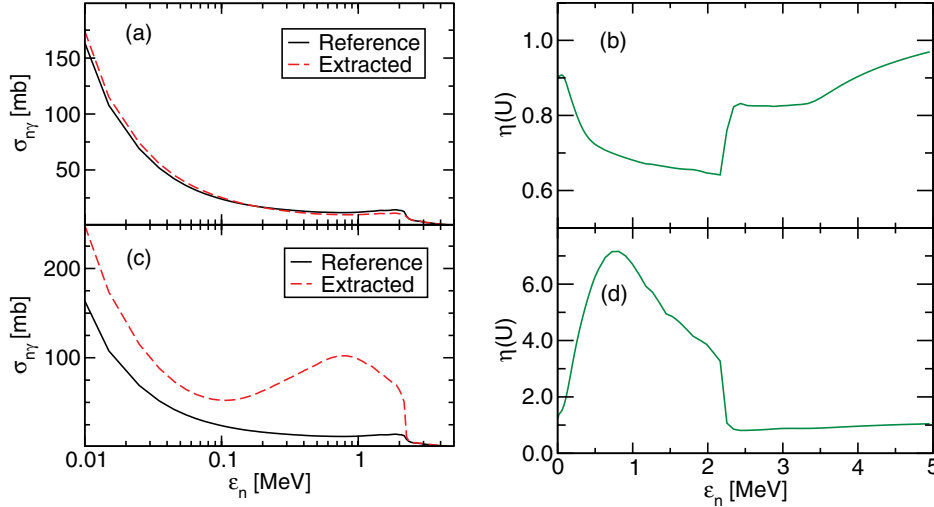 (a)
Reference
Extracted
σnγ [mb]
150
100
50
(b)
η(U)
1.0
0.8
0.6
(c)
Reference
Extracted
σnγ [mb]
200
100
0.01
0.1
1
εn [MeV]
(d)
η(U)
6.0
4.0
2.0
0
1
2
3
4
5
εn [MeV]